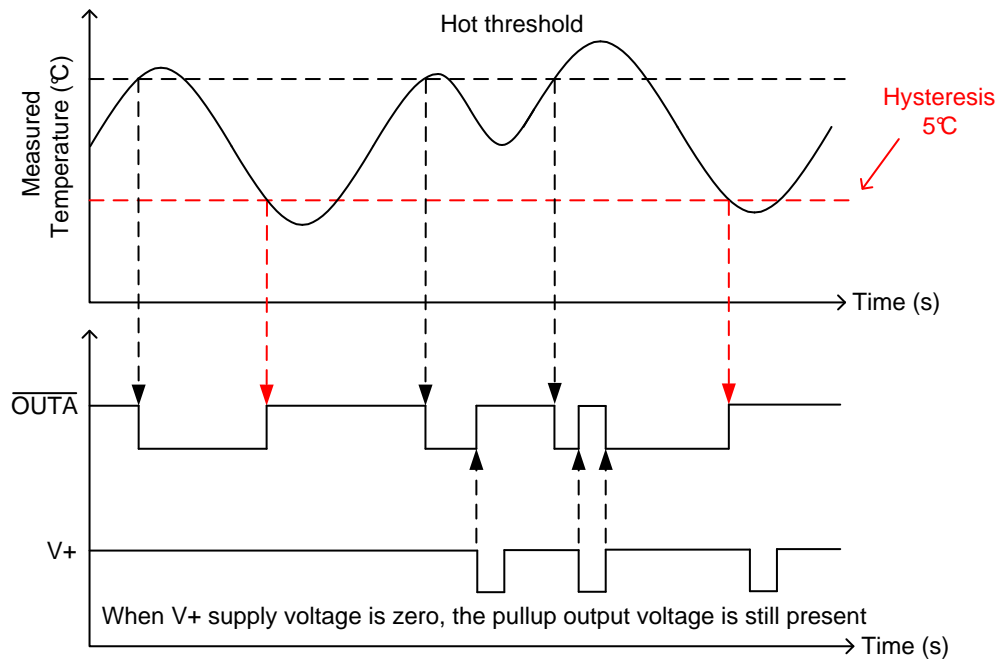 Hot threshold
Measured
Temperature (°C)
Hysteresis
5°C
Time (s)
OUTA
V+
When V+ supply voltage is zero, the pullup output voltage is still present
Time (s)